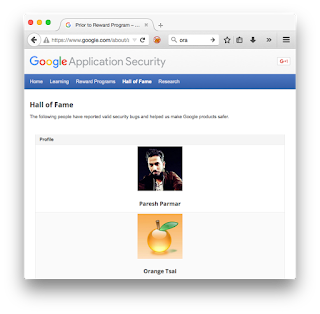 Prior to Reward Program – ...
https://www.google.com/about/
ora
Google Application Security
G+1
Home Learning Reward Programs Hall of Fame Research
Hall of Fame
The following people have reported valid security bugs and helped us make Google products safer.
Profile
Paresh Parmar
Orange Tsai